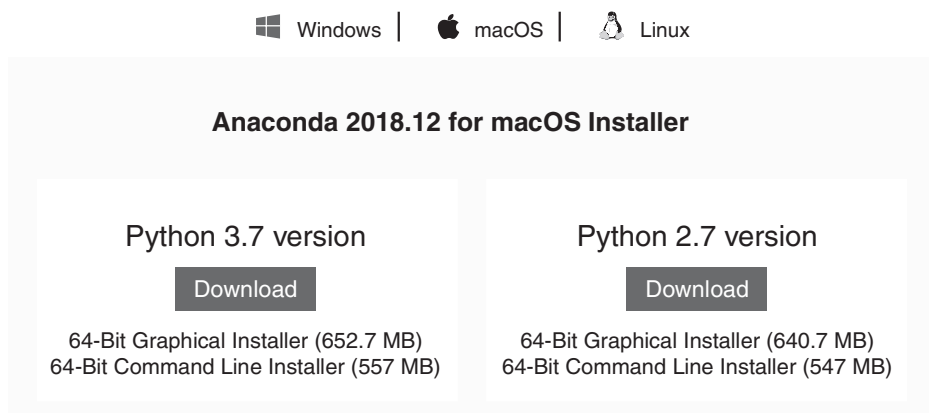 Windows | macOS | Linux
Anaconda 2018.12 for macOS Installer
Python 3.7 version
Download
64-Bit Graphical Installer (652.7 MB)
64-Bit Command Line Installer (557 MB)
Python 2.7 version
Download
64-Bit Graphical Installer (640.7 MB)
64-Bit Command Line Installer (547 MB)